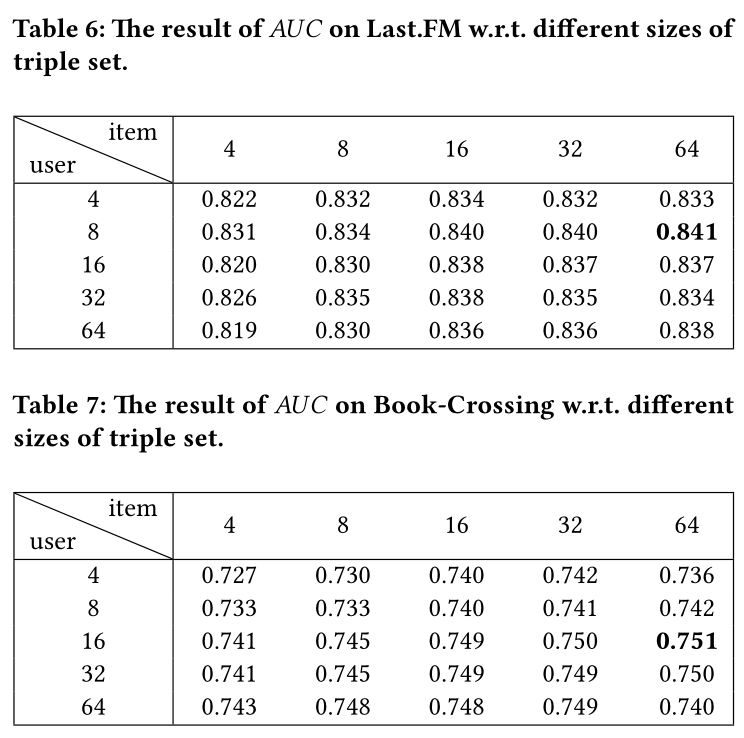 Table 6: The result of AUC on Last.FM w.r.t. different sizes of
triple set.
item
user
4 8 16 32 64
4 0.822 0.832 0.834 0.832 0.833
8 0.831 0.834 0.840 0.840 0.841
16 0.820 0.830 0.838 0.837 0.837
32 0.826 0.835 0.838 0.835 0.834
64 0.819 0.830 0.836 0.836 0.838
Table 7: The result of AUC on Book-Crossing w.r.t. different
sizes of triple set.
item
user
4 8 16 32 64
4 0.727 0.730 0.740 0.742 0.736
8 0.733 0.733 0.740 0.741 0.742
16 0.741 0.745 0.749 0.750 0.751
32 0.741 0.745 0.749 0.749 0.750
64 0.743 0.748 0.748 0.749 0.740